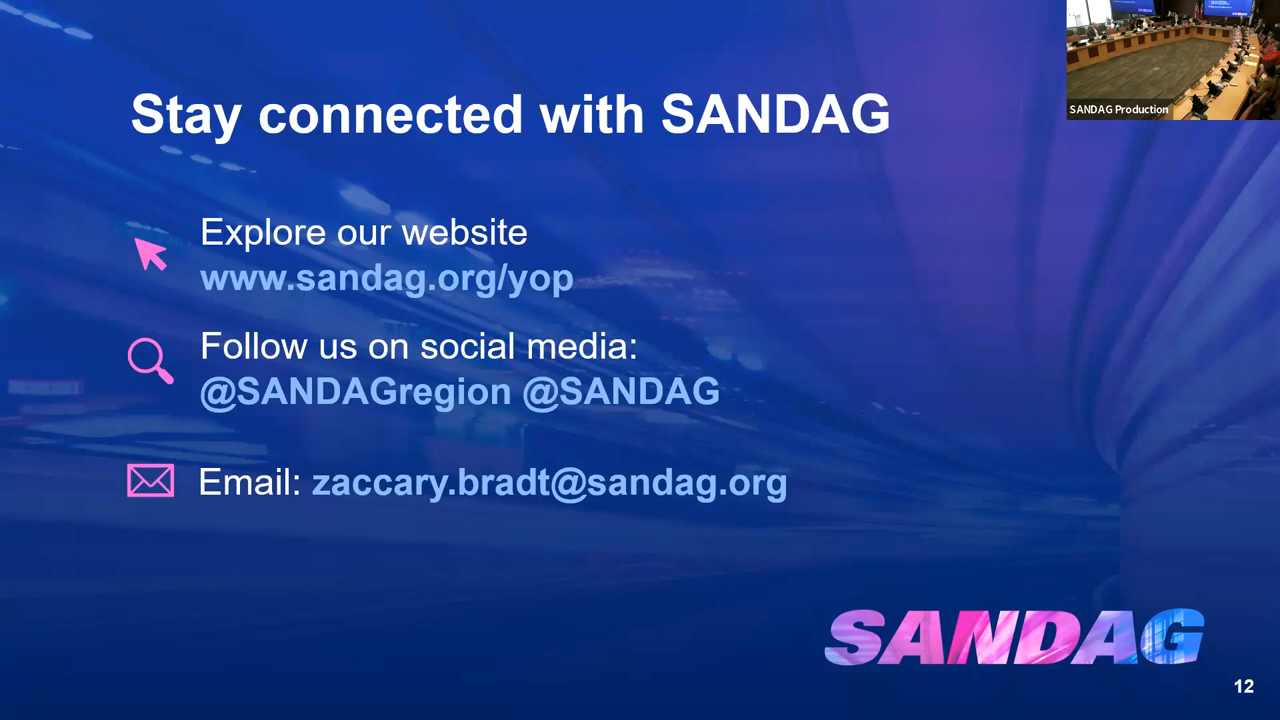 Stay connected with SANDAG
SANDAG Production
Explore our website
www.sandag.org/yop
Follow us on social media:
@SANDAGregion @SANDAG
Email: zaccary.bradt@sandag.org
SANDAG
12